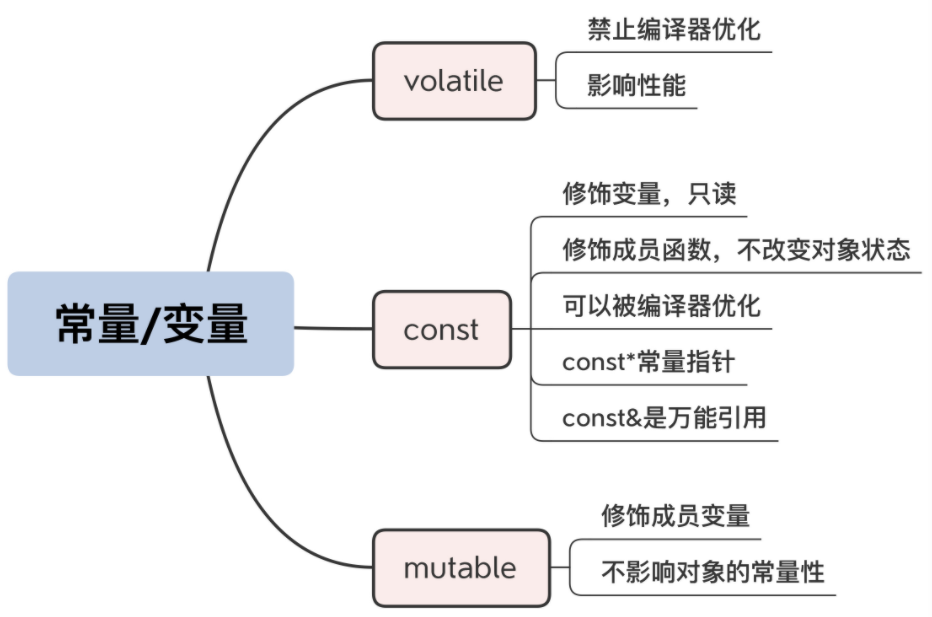 常量/变量
volatile
禁止编译器优化
影响性能
const
修饰变量，只读
修饰成员函数，不改变对象状态
可以被编译器优化
const*常量指针
const&是万能引用
mutable
修饰成员变量
不影响对象的常量性